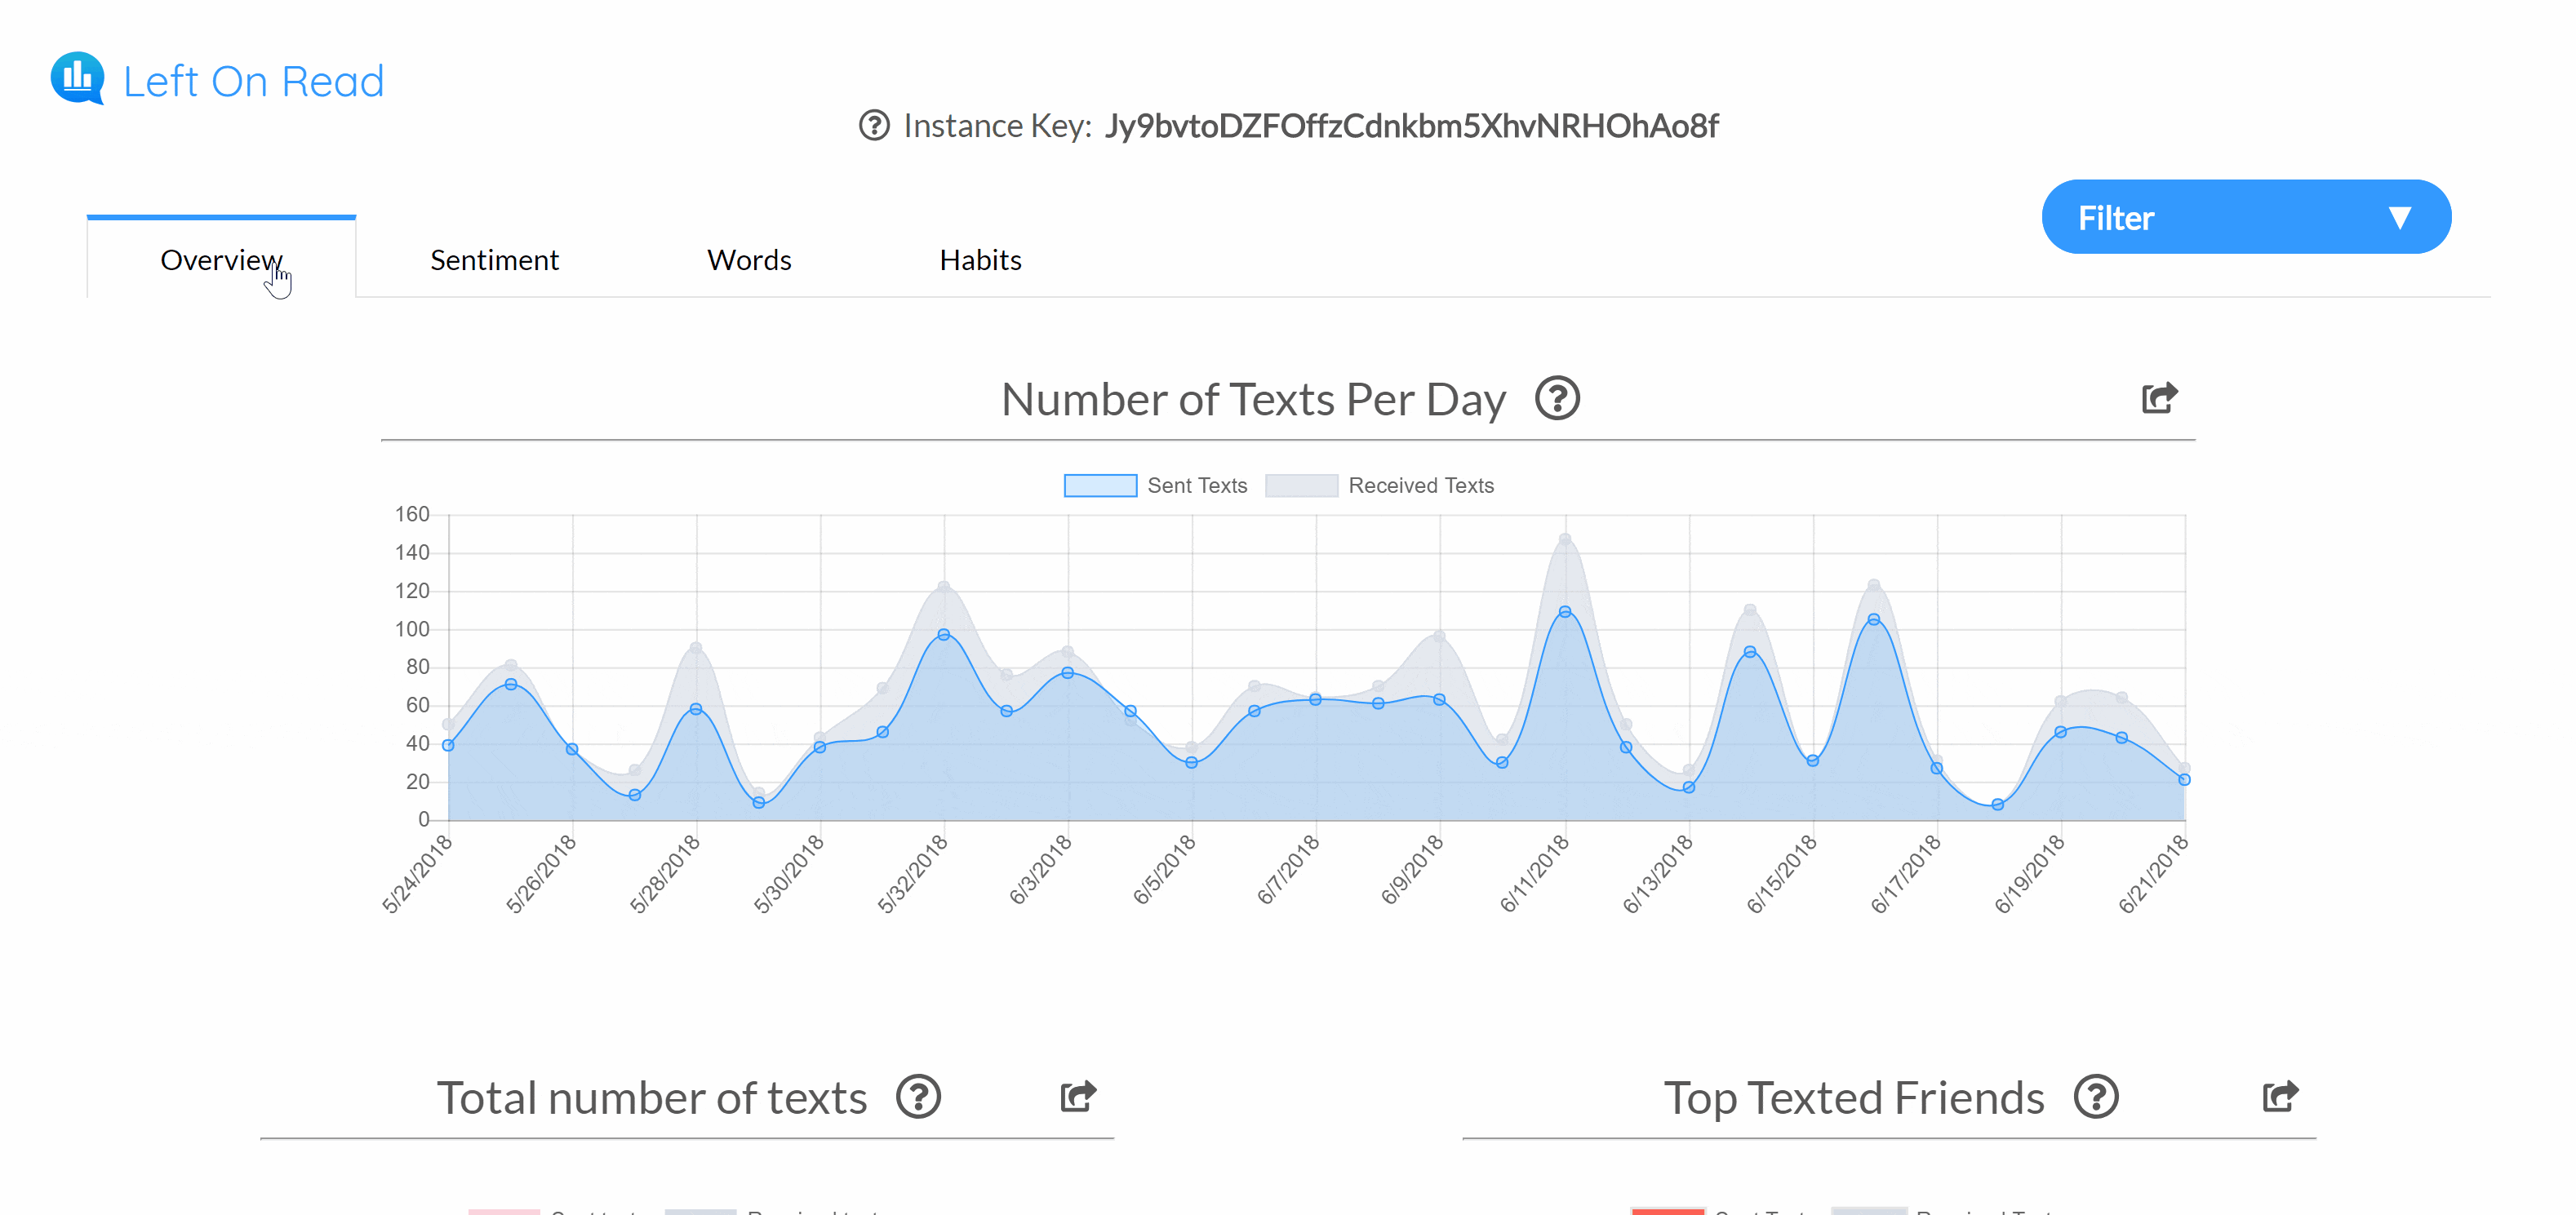 Left On Read
Instance Key: Jy9bvtoDZFOffzCdnkbm5XhvNRHOhAo8f
Filter
Overview
Sentiment
Words
Habits
Number of Texts Per Day
Sent Texts
Received Texts
160
140
120
100
80
60
40
20
0
5/24/2018
5/26/2018
5/28/2018
5/30/2018
5/32/2018
6/3/2018
6/5/2018
6/7/2018
6/9/2018
6/11/2018
6/13/2018
6/15/2018
6/17/2018
6/19/2018
6/21/2018
Total number of texts
Top Texted Friends